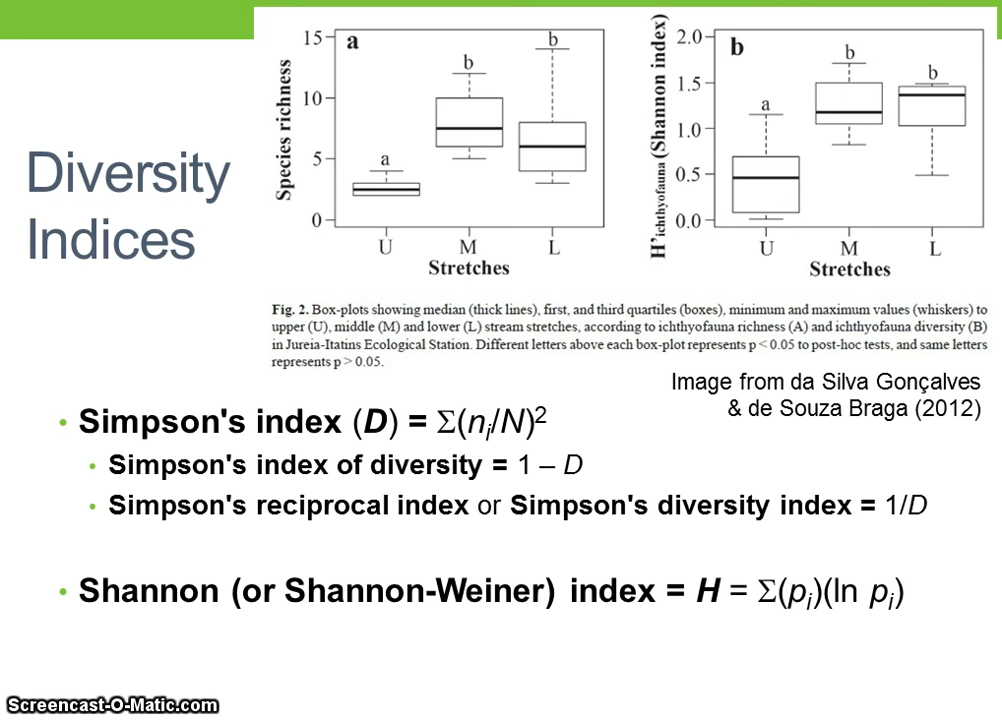 Diversity
Indices
a
15
10
5
0
Species richness
a
b
b
U M L
Stretches
b
2.0
1.5
1.0
0.5
0.0
H'ichthyofauna (Shannon index)
a
b
b
U M L
Stretches
Fig. 2. Box-plots showing median (thick lines), first, and third quartiles (boxes), minimum and maximum values (whiskers) to
upper (U), middle (M) and lower (L) stream stretches, according to ichthyofauna richness (A) and ichthyofauna diversity (B)
in Jureia-Itatins Ecological Station. Different letters above each box-plot represents p < 0.05 to post-hoc tests, and same letters
represents p > 0.05.
Image from da Silva Gonçalves
& de Souza Braga (2012)
• Simpson's index (D) = Σ(ni/N)²
• Simpson's index of diversity = 1 – D
• Simpson's reciprocal index or Simpson's diversity index = 1/D
• Shannon (or Shannon-Weiner) index = H = Σ(pi)(ln pi)
Screencast-O-Matic.com